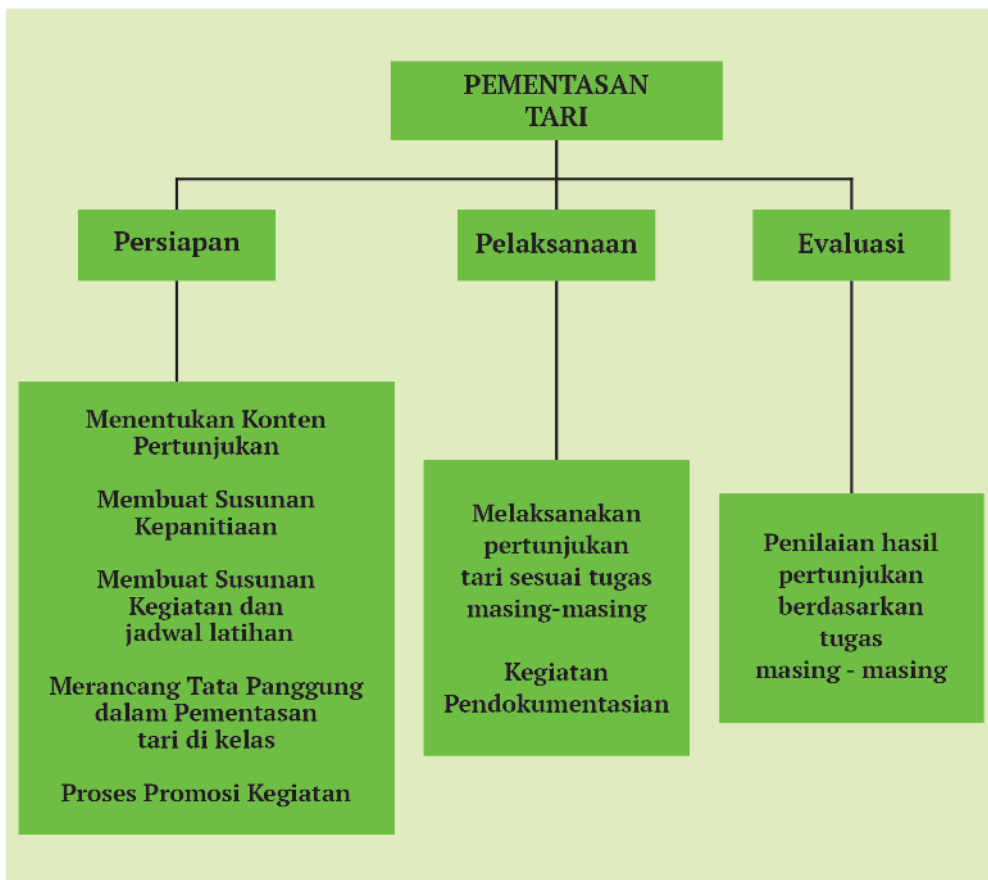 PEMENTASAN
TARI
Persiapan
Pelaksanaan
Evaluasi
Menentukan Konten
Pertunjukan
Membuat Susunan
Kepanitiaan
Membuat Susunan
Kegiatan dan
jadwal latihan
Merancang Tata Panggung
dalam Pementasan
tari di kelas
Proses Promosi Kegiatan
Melaksanakan
pertunjukan
tari sesuai tugas
masing-masing
Kegiatan
Pendokumentasian
Penilaian hasil
pertunjukan
berdasarkan
tugas
masing - masing